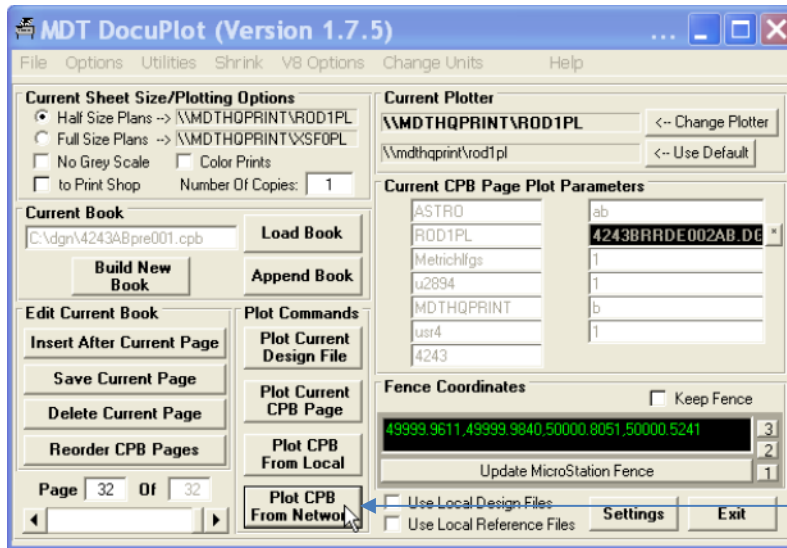 MDT DocuPlot (Version 1.7.5) ...
File Options Utilities Shrink V8 Options Change Units Help
Current Sheet Size/Plotting Options
Half Size Plans --> \\MDTHQPRINT\ROD1PL
Full Size Plans --> \\MDTHQPRINT\XSF0PL
No Grey Scale Color Prints
to Print Shop Number Of Copies: 1
Current Plotter
\\MDTHQPRINT\ROD1PL <-- Change Plotter
\\mdthqprint\rod1pl <-- Use Default
Current Book
C:\dgn\4243ABpre001.cpb Load Book
Build New
Book
Append Book
Current CPB Page Plot Parameters
ASTRO ab
ROD1PL 4243BRRDE002AB.DG *
Metrichlfgs 1
u2894 1
MDTHQPRINT b
usr4 1
4243
Edit Current Book
Insert After Current Page
Save Current Page
Delete Current Page
Reorder CPB Pages
Page 32 Of 32
Plot Commands
Plot Current
Design File
Plot Current
CPB Page
Plot CPB
From Local
Plot CPB
From Network
Fence Coordinates
Keep Fence
49999.9611,49999.9840,50000.8051,50000.5241
3
2
1
Update MicroStation Fence
Use Local Design Files
Use Local Reference Files
Settings Exit